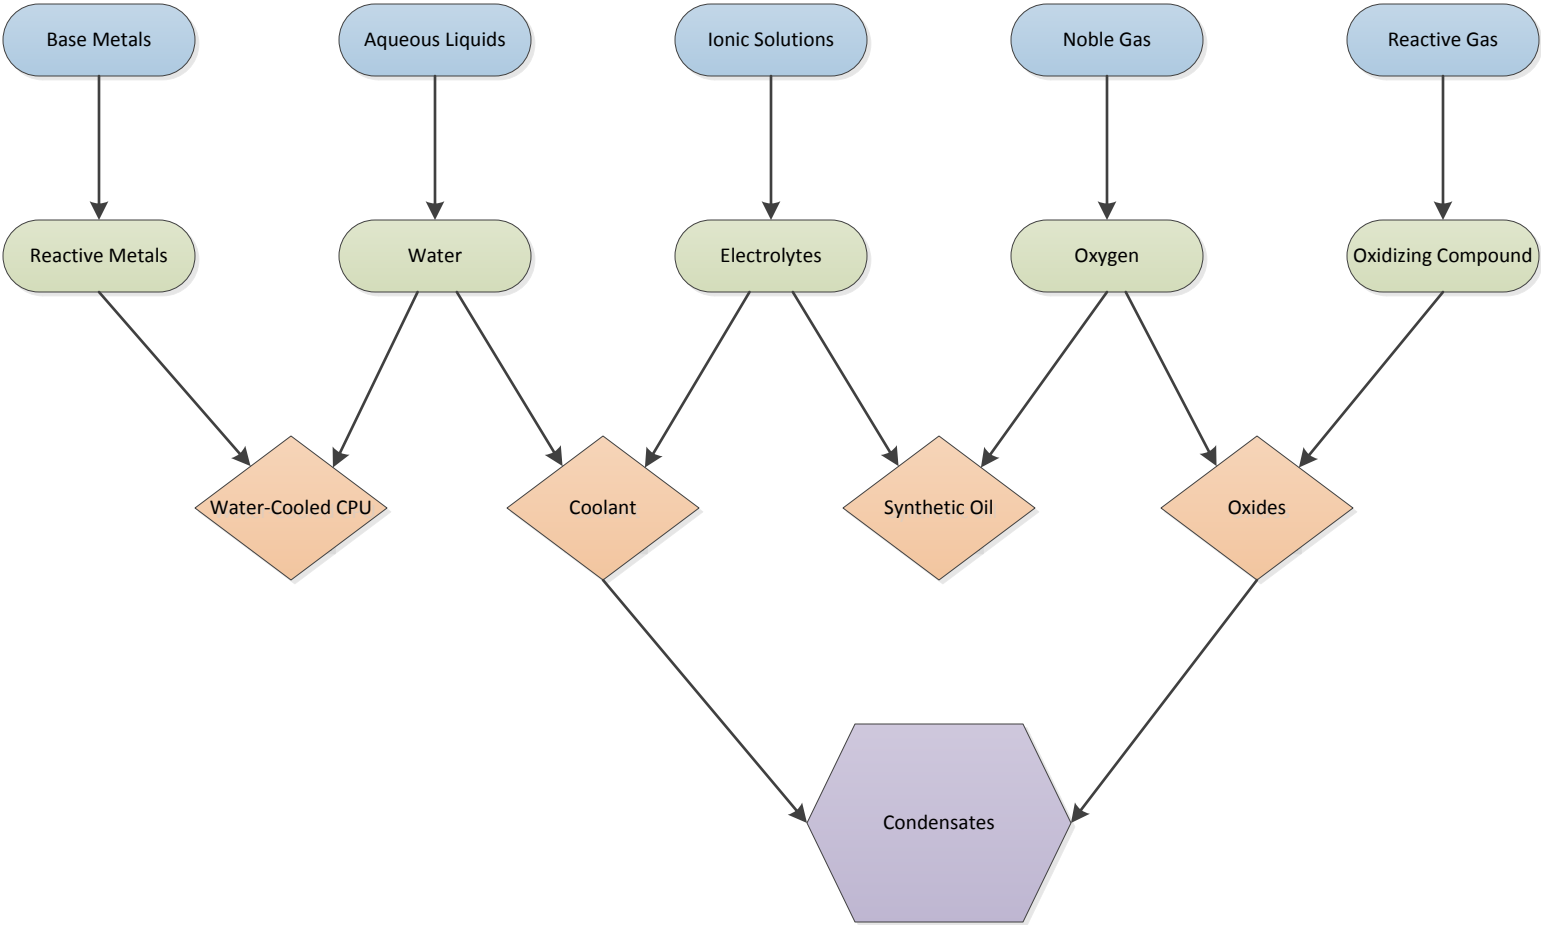 Base Metals
Aqueous Liquids
Ionic Solutions
Noble Gas
Reactive Gas
Reactive Metals
Water
Electrolytes
Oxygen
Oxidizing Compound
Water-Cooled CPU
Coolant
Synthetic Oil
Oxides
Condensates